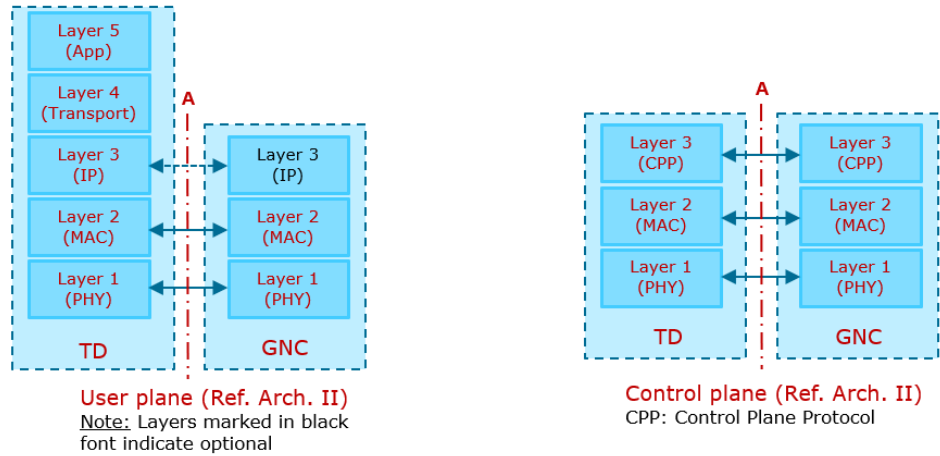 Layer 5
(App)
Layer 4
(Transport)
Layer 3
(IP)
Layer 2
(MAC)
Layer 1
(PHY)
TD
A
Layer 3
(IP)
Layer 2
(MAC)
Layer 1
(PHY)
GNC
User plane (Ref. Arch. II)
Note: Layers marked in black
font indicate optional
Layer 3
(CPP)
Layer 2
(MAC)
Layer 1
(PHY)
TD
A
Layer 3
(CPP)
Layer 2
(MAC)
Layer 1
(PHY)
GNC
Control plane (Ref. Arch. II)
CPP: Control Plane Protocol